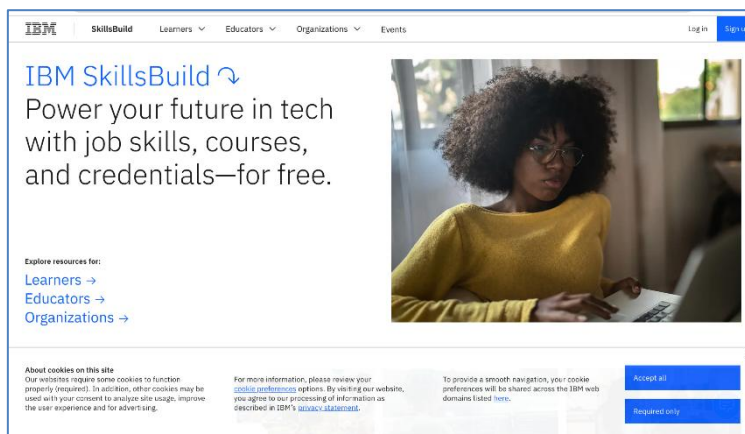 IBM SkillsBuild Learners Educators Organizations Events Log in Sign u
IBM SkillsBuild
Power your future in tech
with job skills, courses,
and credentials—for free.
Explore resources for:
Learners →
Educators →
Organizations →
About cookies on this site
Our websites require some cookies to function
properly (required). In addition, other cookies may be
used with your consent to analyze site usage, improve
the user experience and for advertising.
For more information, please review your
cookie preferences options. By visiting our website,
you agree to our processing of information as
described in IBM's privacy statement.
To provide a smooth navigation, your cookie
preferences will be shared across the IBM web
domains listed here.
Accept all
Required only